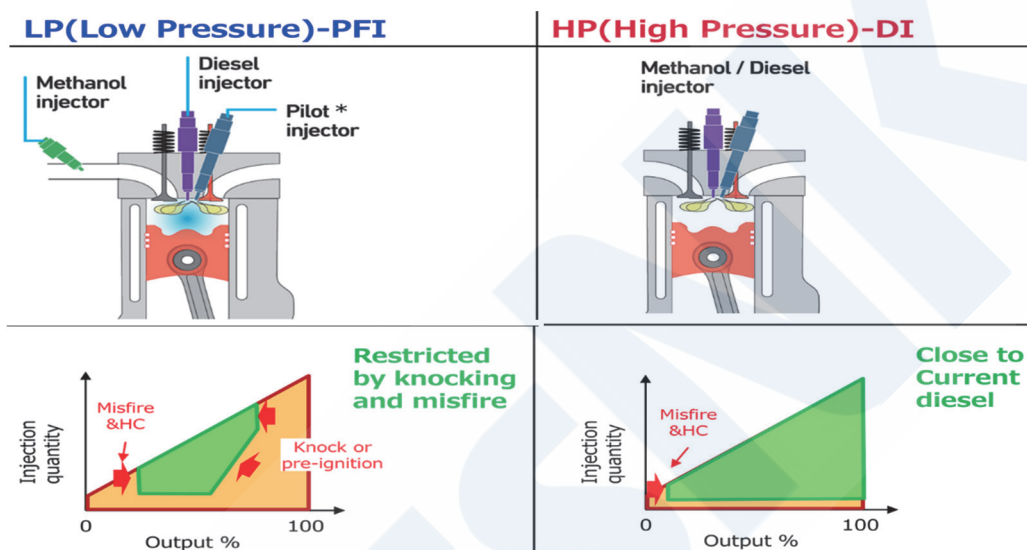 LP(Low Pressure)-PFI
Methanol
injector
Diesel
injector
Pilot *
injector
HP(High Pressure)-DI
Methanol / Diesel
injector
Restricted
by knocking
and misfire
Misfire
&HC
Knock or
pre-ignition
Injection
quantity
0
100
Output %
Close to
Current
diesel
Misfire
&HC
Injection
quantity
0
100
Output %